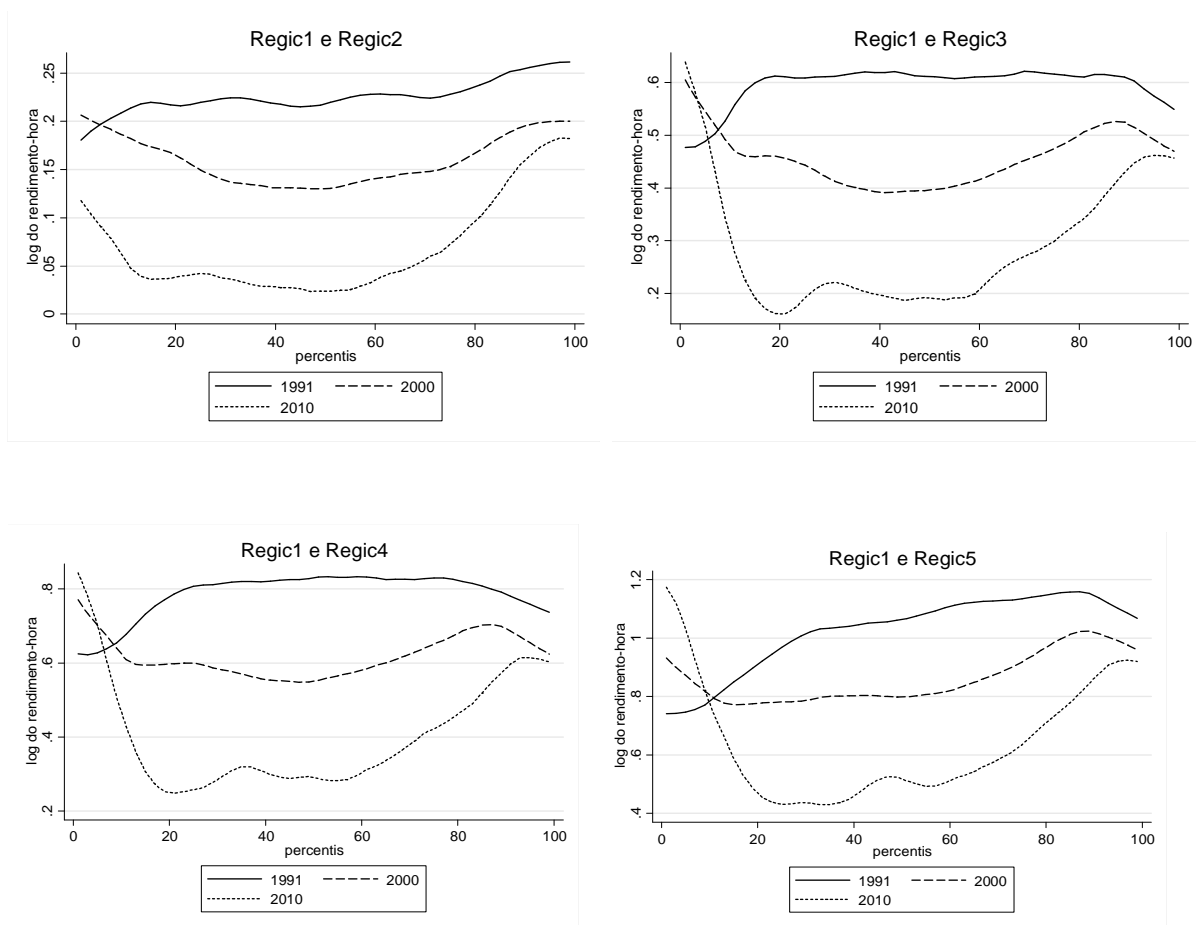 Regic1 e Regic2
log do rendimento-hora
.25
.2
.15
.1
.05
0
0 20 40 60 80 100
percentis
1991 2000
2010
Regic1 e Regic3
log do rendimento-hora
.6
.5
.4
.3
.2
0 20 40 60 80 100
percentis
1991 2000
2010
Regic1 e Regic4
log do rendimento-hora
.8
.6
.4
.2
0 20 40 60 80 100
percentis
1991 2000
2010
Regic1 e Regic5
log do rendimento-hora
1.2
1
.8
.6
.4
0 20 40 60 80 100
percentis
1991 2000
2010